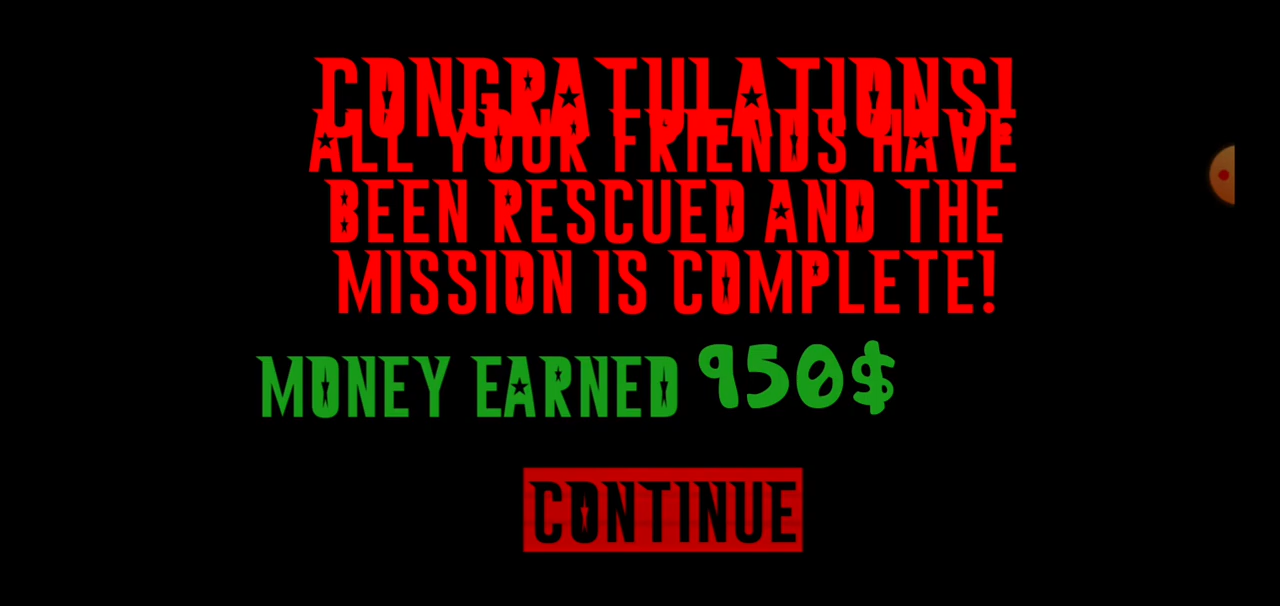 CONGRATULATIONS!
ALL YOUR FRIENDS HAVE
BEEN RESCUED AND THE
MISSION IS COMPLETE!
MONEY EARNED 950$
CONTINUE